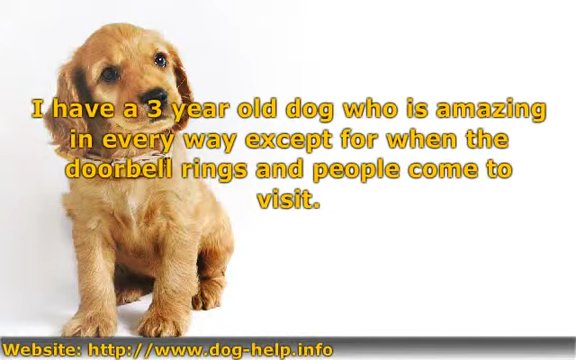 I have a 3 year old dog who is amazing
in every way except for when the
doorbell rings and people come to
visit.
Website: http://www.dog-help.info